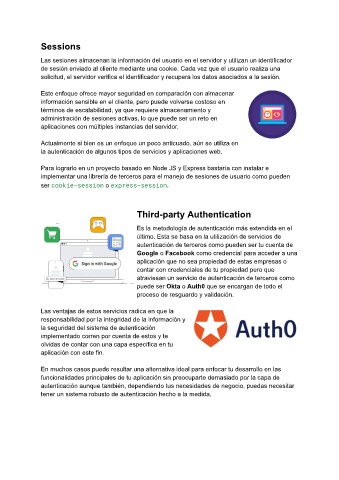 Sessions
Las sesiones almacenan la información del usuario en el servidor y utilizan un identificador
de sesión enviado al cliente mediante una cookie. Cada vez que el usuario realiza una
solicitud, el servidor verifica el identificador y recupera los datos asociados a la sesión.
Este enfoque ofrece mayor seguridad en comparación con almacenar
información sensible en el cliente, pero puede volverse costoso en
términos de escalabilidad, ya que requiere almacenamiento y
administración de sesiones activas, lo que puede ser un reto en
aplicaciones con múltiples instancias del servidor.
Actualmente si bien es un enfoque un poco anticuado, aún se utiliza en
la autenticación de algunos tipos de servicios y aplicaciones web.
Para lograrlo en un proyecto basado en Node JS y Express bastaría con instalar e
implementar una librería de terceros para el manejo de sesiones de usuario como pueden
ser cookie-session o express-session.
Third-party Authentication
Es la metodología de autenticación más extendida en el
último. Esta se basa en la utilización de servicios de
autenticación de terceros como pueden ser tu cuenta de
Google o Facebook como credencial para acceder a una
aplicación que no sea propiedad de estas empresas o
contar con credenciales de tu propiedad pero que
atraviesan un servicio de autenticación de terceros como
puede ser Okta o Auth0 que se encargan de todo el
proceso de resguardo y validación.
Sign in with Google
Las ventajas de estos servicios radica en que la
responsabilidad por la integridad de la información y
la seguridad del sistema de autenticación
implementado corren por cuenta de estos y te
olvidas de contar con una capa específica en tu
aplicación con este fin.
Auth0
En muchos casos puede resultar una alternativa ideal para enfocar tu desarrollo en las
funcionalidades principales de tu aplicación sin preocuparte demasiado por la capa de
autenticación aunque también, dependiendo tus necesidades de negocio, puedas necesitar
tener un sistema robusto de autenticación hecho a la medida.